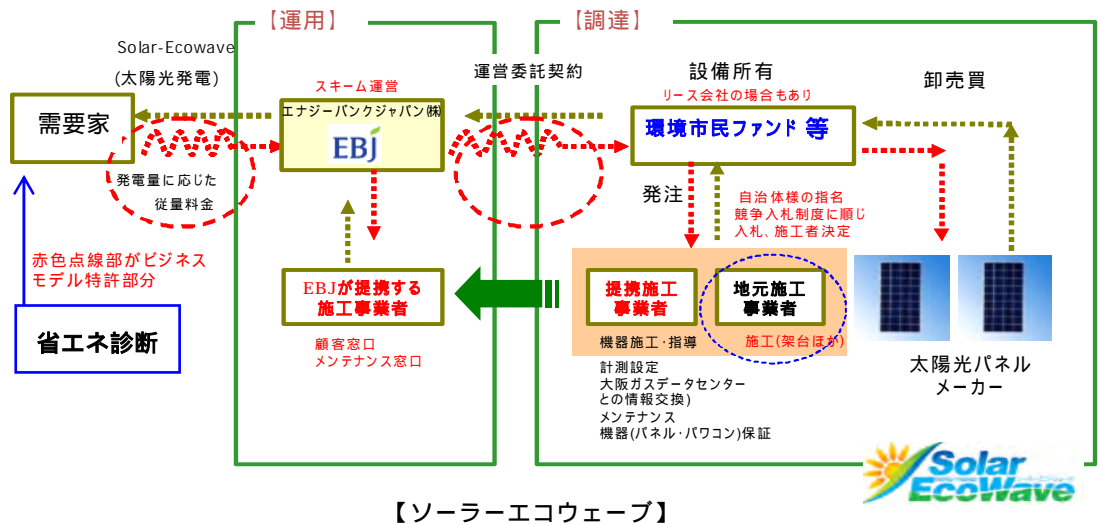 【運用】
【調達】
Solar-Ecowave
(太陽光発電)
運営委託契約
設備所有
卸売買
スキーム運営
リース会社の場合もあり
エナジーバンクジャパン㈱
需要家
EBJ
環境市民ファンド 等
発電量に応じた
従量料金
発注
自治体様の指名
競争入札制度に順じ
入札、施工者決定
赤色点線部がビジネス
モデル特許部分
EBJが提携する
施工事業者
提携施工
事業者
地元施工
事業者
省エネ診断
顧客窓口
メンテナンス窓口
機器施工・指導
施工(架台ほか)
計測設定
大阪ガスデータセンター
との情報交換)
メンテナンス
機器(パネル・パワコン)保証
太陽光パネル
メーカー
Solar
EcoWave
【ソーラーエコウェーブ】